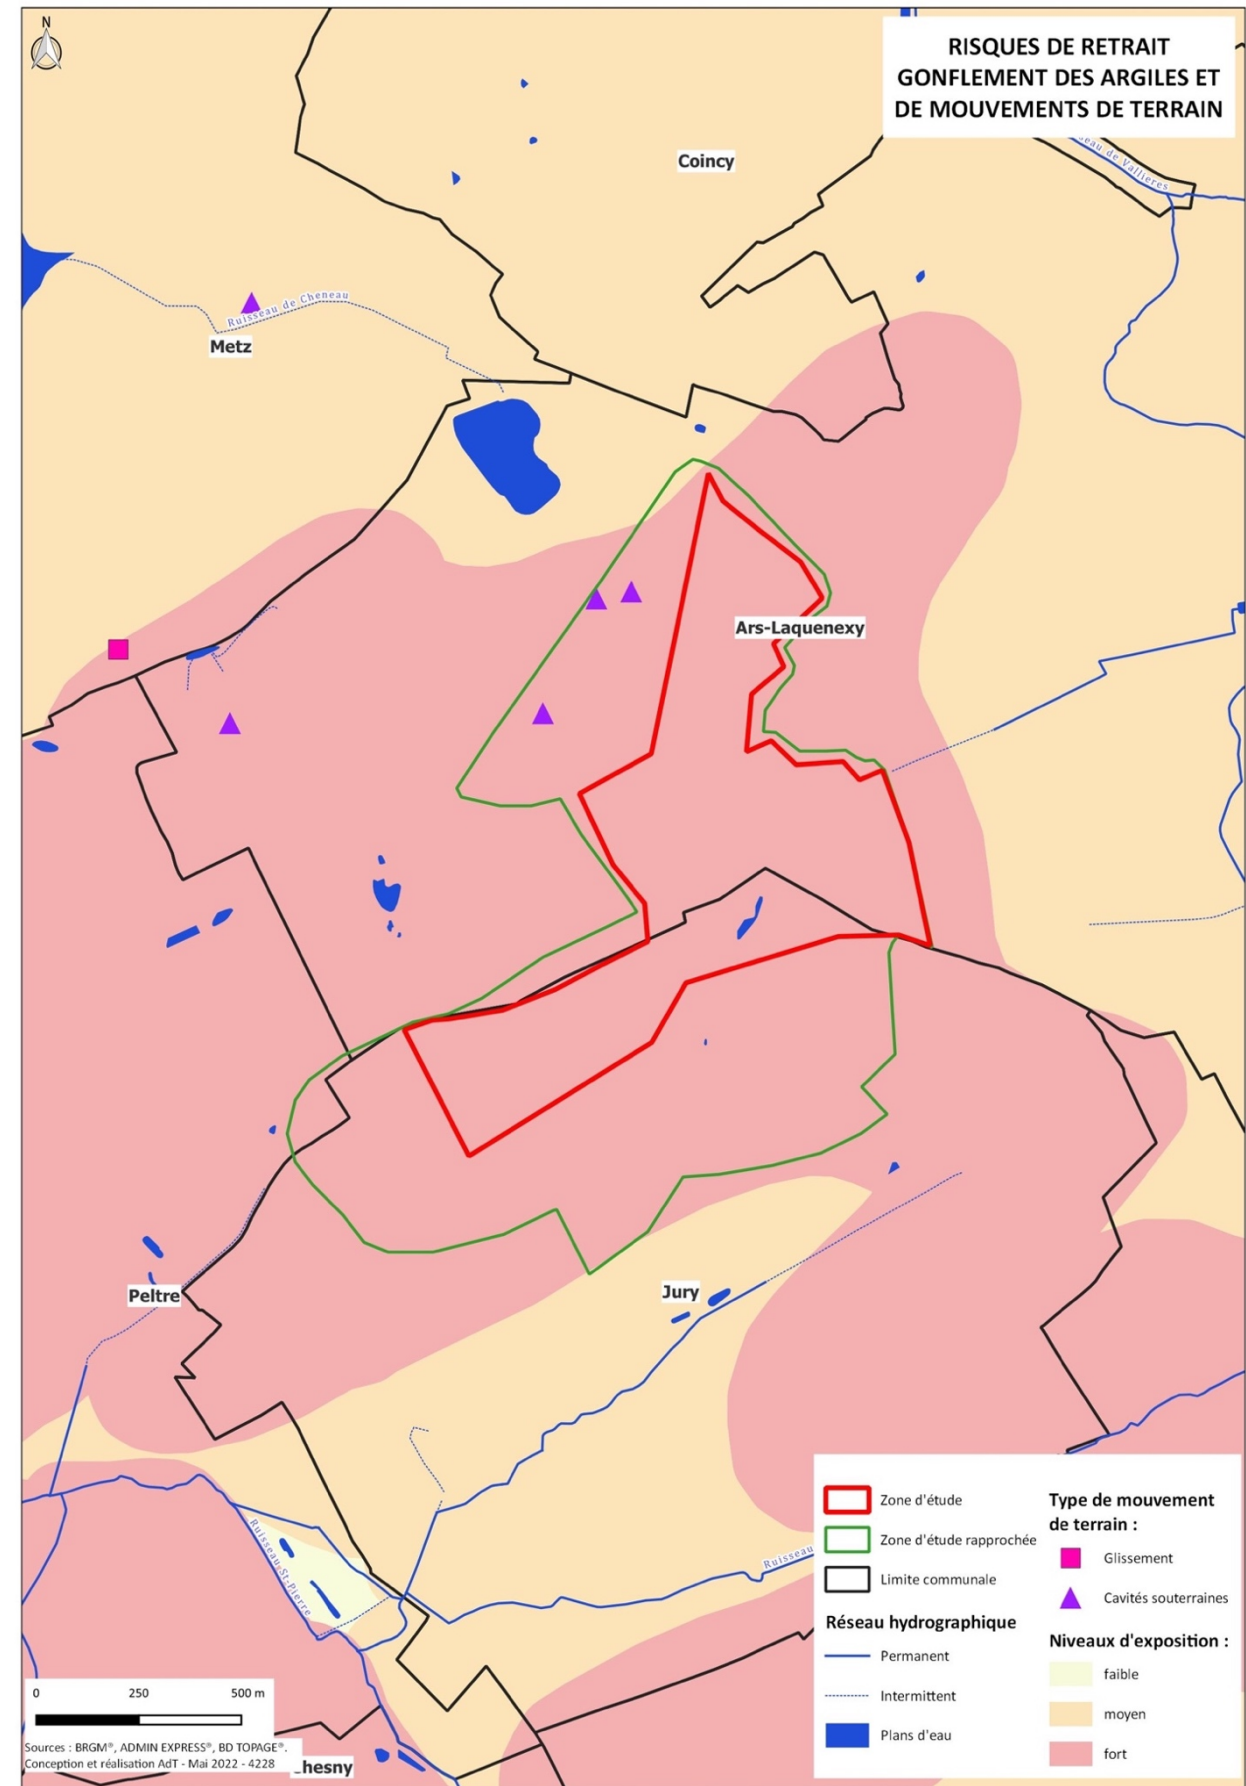 N
RISQUES DE RETRAIT
GONFLEMENT DES ARGILES ET
DE MOUVEMENTS DE TERRAIN
Coincy
de Vallières
Ruisseau de Cheneau
Metz
Ars-Laquenexy
Peltre
Jury
Ruisseau-St-Pierre
Ruisseau
Zone d'étude
Zone d'étude rapprochée
Limite communale
Réseau hydrographique
Permanent
Intermittent
Plans d'eau
Type de mouvement
de terrain :
Glissement
Cavités souterraines
Niveaux d'exposition :
faible
moyen
fort
0 250 500 m
Sources : BRGM®, ADMIN EXPRESS®, BD TOPAGE®.
Conception et réalisation AdT - Mai 2022 - 4228
hesny